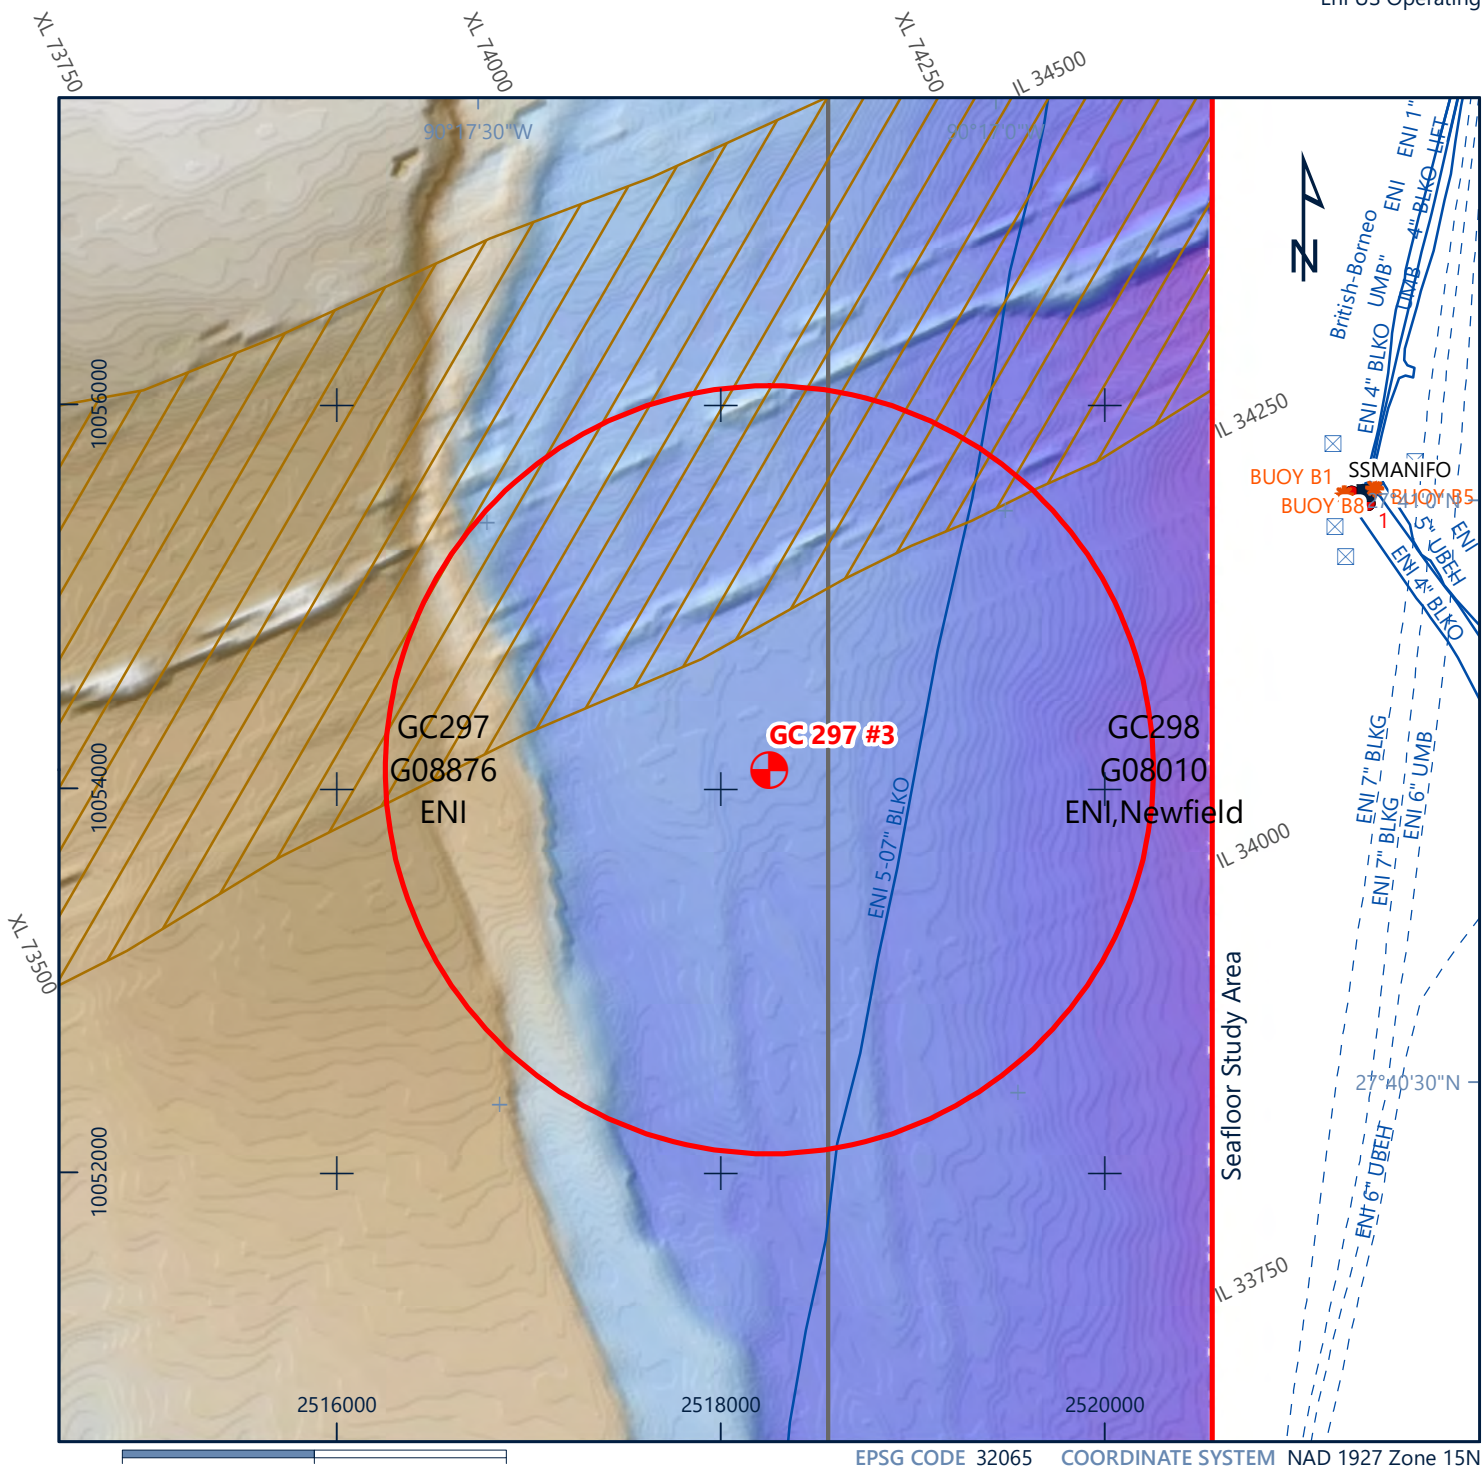 Eni US Operating
XL 73750
XL 74000
XL 74250
IL 34500
90°17'30"W
N
British-Borneo
UMB"
ENI
ENI 1"
4" BLKO
LIFT
UMB
ENI 4" BLKO
10056000
IL 34250
SSMANIFO
BUOY B1
BUOY B5
BUOY B8
27°41'0"N
1
5" UBEH
ENI
ENI 4" BLKO
GC297
G08876
ENI
GC 297 #3
GC298
G08010
ENI,Newfield
10054000
ENI 5-07" BLKO
ENI 7" BLKG
ENI 7" BLKG
ENI 6" UMB
IL 34000
XL 73500
Seafloor Study Area
27°40'30"N
10052000
ENI 6" UBEH
IL 33750
2516000
2518000
2520000
EPSG CODE 32065 COORDINATE SYSTEM NAD 1927 Zone 15N